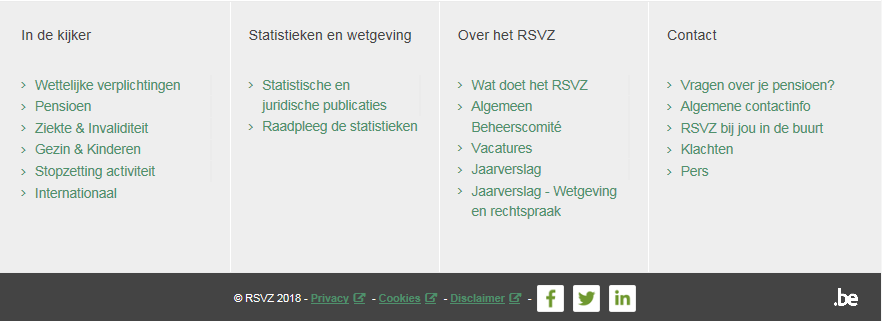 In de kijker
Wettelijke verplichtingen
Pensioen
Ziekte & Invaliditeit
Gezin & Kinderen
Stopzetting activiteit
Internationaal
Statistieken en wetgeving
Statistische en
juridische publicaties
Raadpleeg de statistieken
Over het RSVZ
Wat doet het RSVZ
Algemeen
Beheerscomité
Vacatures
Jaarverslag
Jaarverslag - Wetgeving
en rechtspraak
Contact
Vragen over je pensioen?
Algemene contactinfo
RSVZ bij jou in de buurt
Klachten
Pers
© RSVZ 2018 - Privacy - Cookies - Disclaimer - f in .be